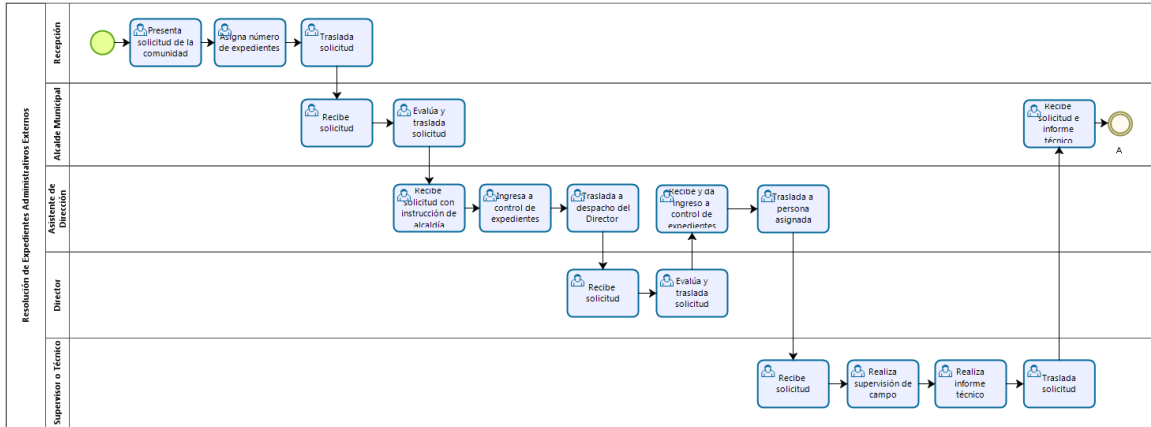 Resolución de Expedientes Administrativos Externos
Recepción
Presenta
solicitud de la
comunidad
Asigna número
de expedientes
Traslada
solicitud
Alcalde Municipal
Recibe
solicitud
Evalúa y
traslada
solicitud
Recibe
solicitud e
informe
técnico
A
Asistente de
Dirección
Recibe
solicitud con
instrucción de
alcaldía
Ingresa a
control de
expedientes
Traslada a
despacho del
Director
Recibe y da
ingreso a
control de
expedientes
Traslada a
persona
asignada
Director
Recibe
solicitud
Evalúa y
traslada
solicitud
Supervisor o Técnico
Recibe
solicitud
Realiza
supervisión de
campo
Realiza
informe
técnico
Traslada
solicitud